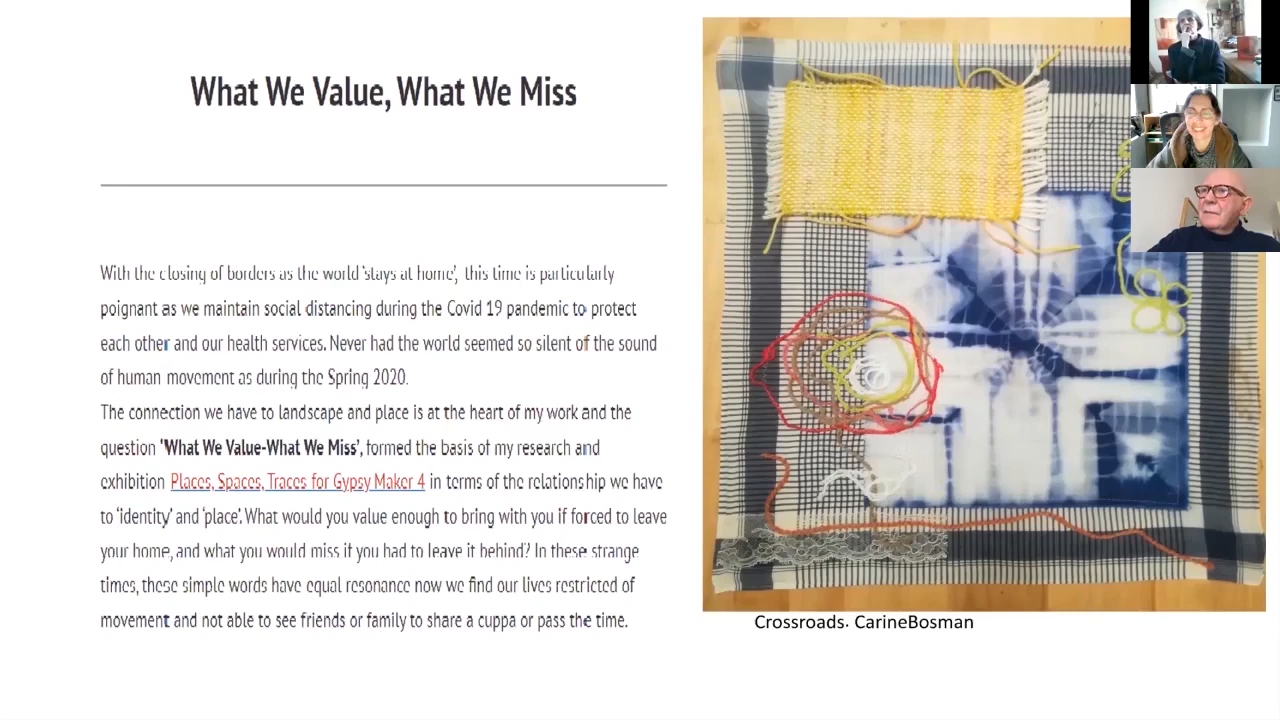 What We Value, What We Miss
With the closing of borders as the world 'stays at home', this time is particularly
poignant as we maintain social distancing during the Covid 19 pandemic to protect
each other and our health services. Never had the world seemed so silent of the sound
of human movement as during the Spring 2020.
The connection we have to landscape and place is at the heart of my work and the
question 'What We Value-What We Miss', formed the basis of my research and
exhibition Places, Spaces, Traces for Gypsy Maker 4 in terms of the relationship we have
to 'identity' and 'place'. What would you value enough to bring with you if forced to leave
your home, and what you would miss if you had to leave it behind? In these strange
times, these simple words have equal resonance now we find our lives restricted of
movement and not able to see friends or family to share a cuppa or pass the time.
Crossroads. CarineBosman